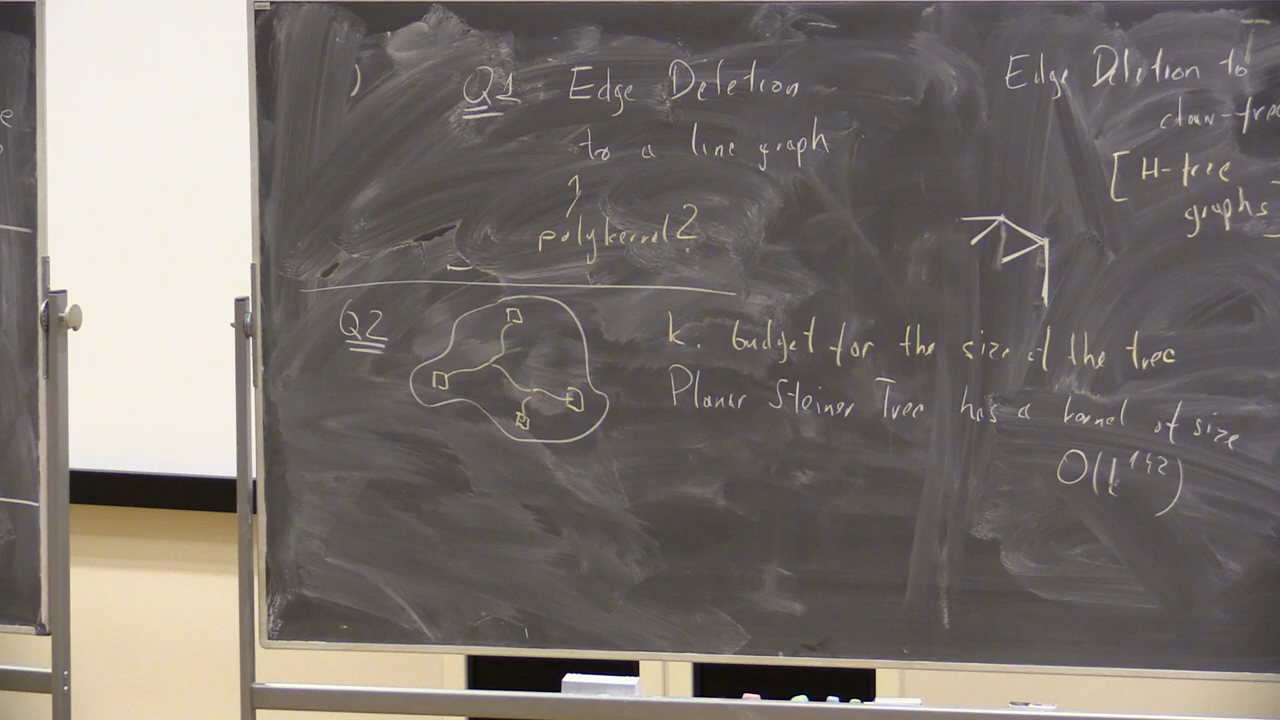 Q1 Edge Deletion
to a line graph
polykernel?
Edge Deletion to
claw-free
[H-free
graphs]
Q2
k: budget for the size of the tree
Planar Steiner Tree has a kernel of size
O(k^142)